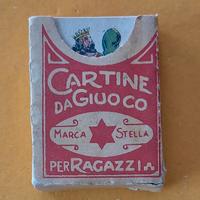 CARTINE
DA GIUOCO
MARCA STELLA
PER RAGAZZI